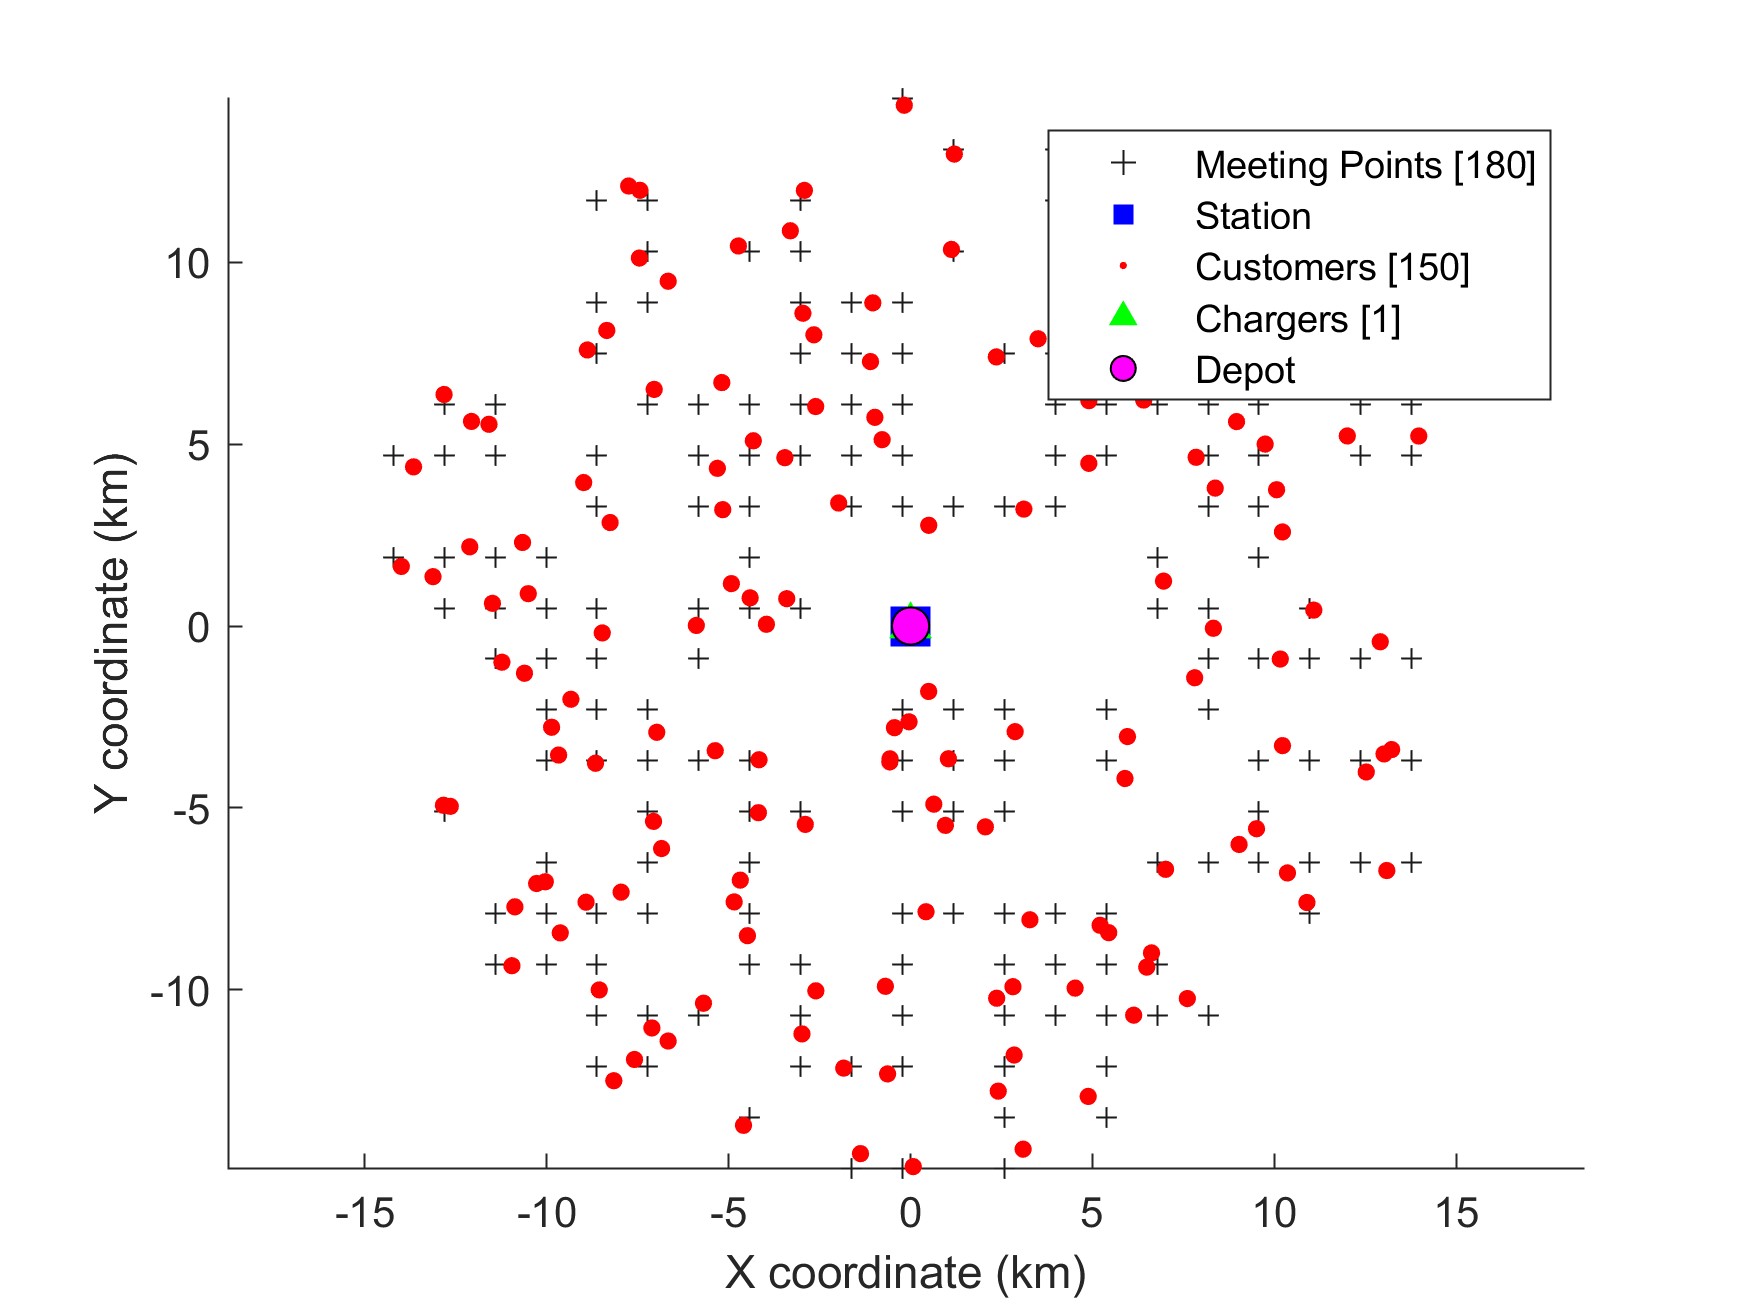 Meeting Points [180]
Station
Customers [150]
Chargers [1]
Depot
10
5
0
-5
-10
Y coordinate (km)
-15 -10 -5 0 5 10 15
X coordinate (km)